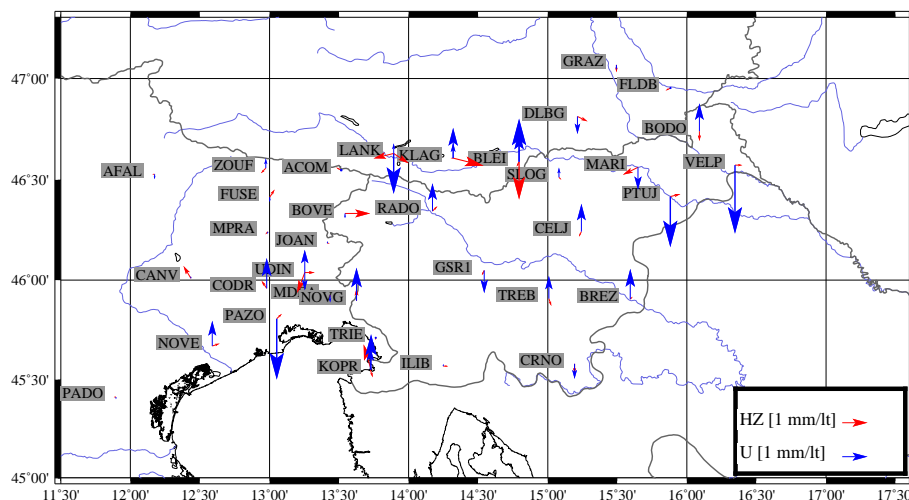 GRAZ
47°00'
FLDB
DLBG
BODO
LANK
KLAG
BLEI
MARI
VELP
ZOUF
ACOM
AFAL
SLOG
46°30'
FUSE
PTUJ
BOVE
RADO
MPRA
CELJ
JOAN
UDIN
GSR1
CANV
46°00'
CODR
NOVG
TREB
BREZ
PAZO
TRIE
NOVE
KOPR
ILIB
CRNO
45°30'
PADO
HZ [1 mm/lt]
U [1 mm/lt]
45°00'
11°30' 12°00' 12°30' 13°00' 13°30' 14°00' 14°30' 15°00' 15°30' 16°00' 16°30' 17°00' 17°30'